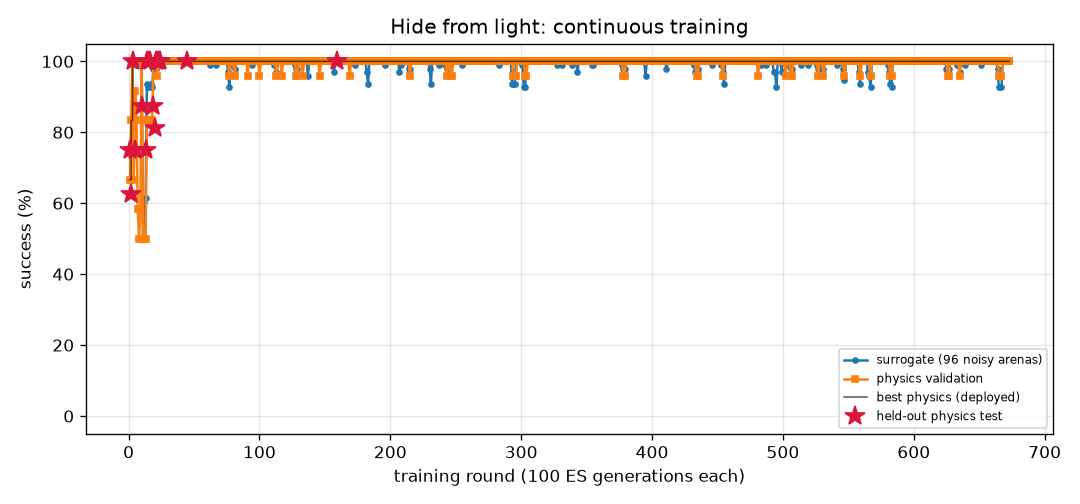 Hide from light: continuous training
100
80
60
40
20
0
success (%)
0 100 200 300 400 500 600 700
training round (100 ES generations each)
surrogate (96 noisy arenas)
physics validation
best physics (deployed)
held-out physics test